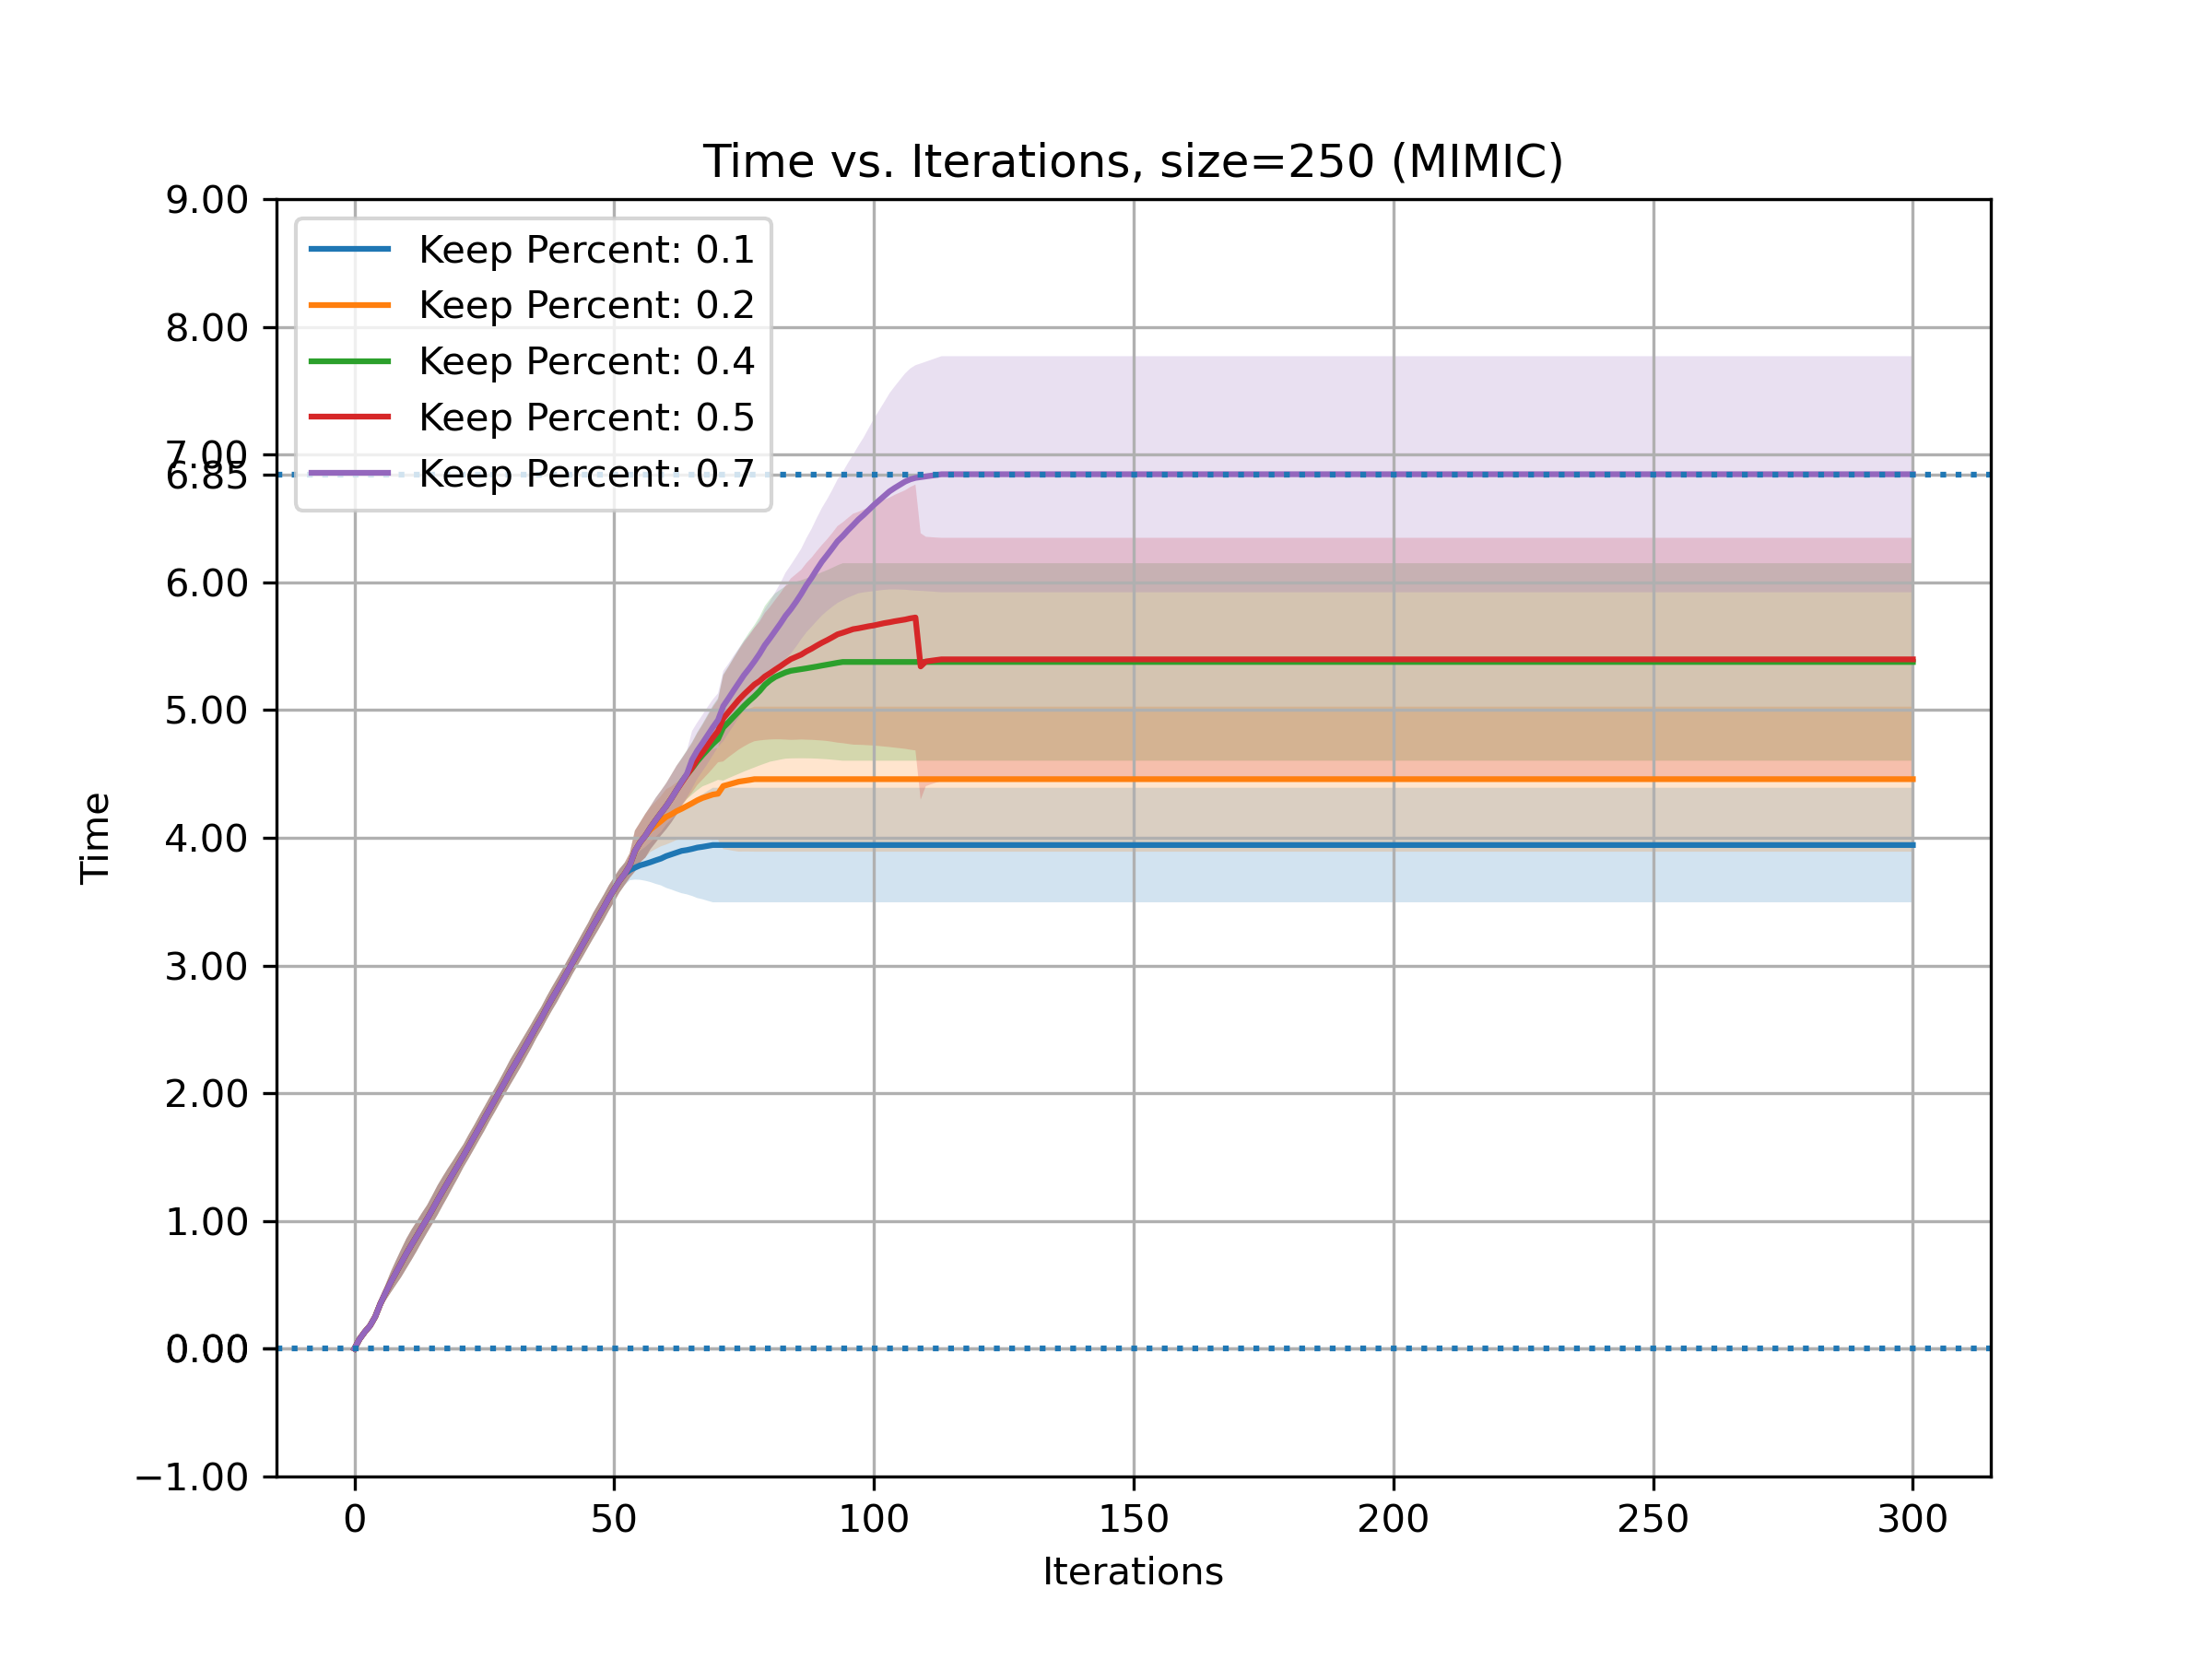 Time vs. Iterations, size=250 (MIMIC)
9.00
8.00
7.00
6.85
6.00
5.00
4.00
3.00
2.00
1.00
0.00
−1.00
Keep Percent: 0.1
Keep Percent: 0.2
Keep Percent: 0.4
Keep Percent: 0.5
Keep Percent: 0.7
Time
0 50 100 150 200 250 300
Iterations